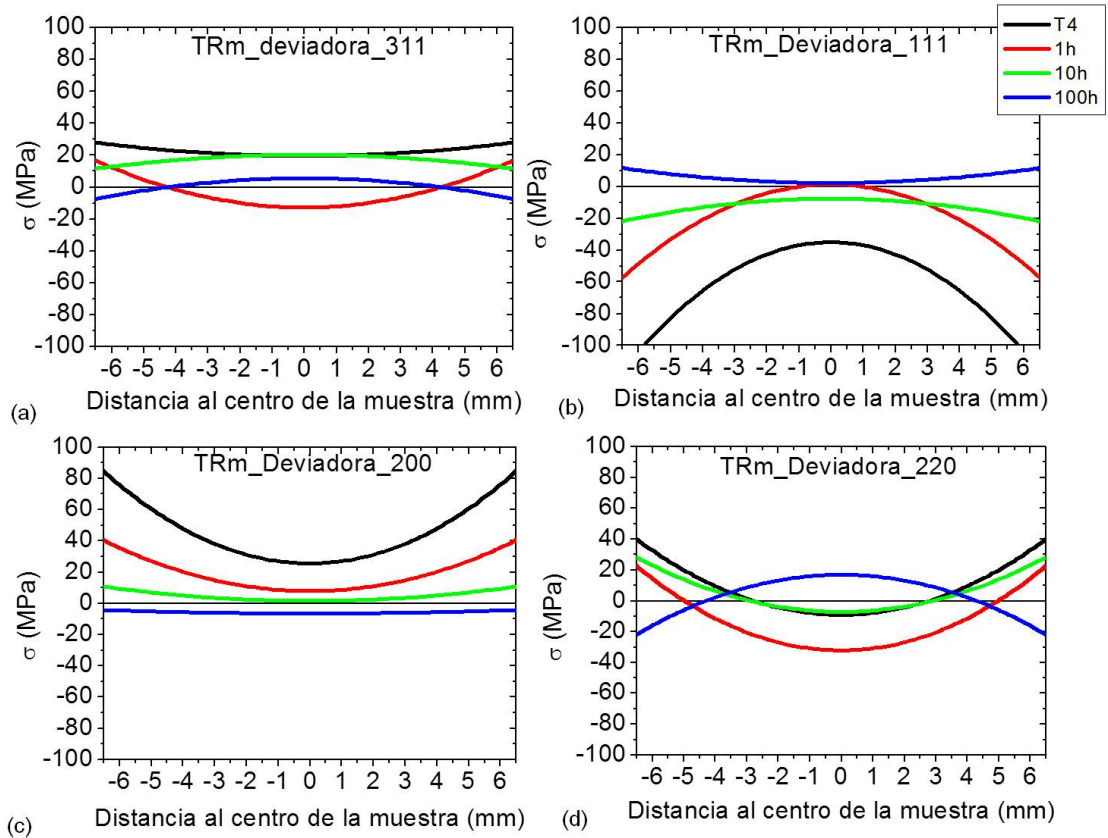 TRm_deviadora_311
100
80
60
40
20
0
-20
-40
-60
-80
-100
σ (MPa)
-6 -5 -4 -3 -2 -1 0 1 2 3 4 5 6
Distancia al centro de la muestra (mm)
(a)
TRm_Deviadora_111
100
80
60
40
20
0
-20
-40
-60
-80
-100
σ (MPa)
-6 -5 -4 -3 -2 -1 0 1 2 3 4 5 6
Distancia al centro de la muestra (mm)
(b)
T4
1h
10h
100h
TRm_Deviadora_200
100
80
60
40
20
0
-20
-40
-60
-80
-100
σ (MPa)
-6 -5 -4 -3 -2 -1 0 1 2 3 4 5 6
Distancia al centro de la muestra (mm)
(c)
TRm_Deviadora_220
100
80
60
40
20
0
-20
-40
-60
-80
-100
σ (MPa)
-6 -5 -4 -3 -2 -1 0 1 2 3 4 5 6
Distancia al centro de la muestra (mm)
(d)